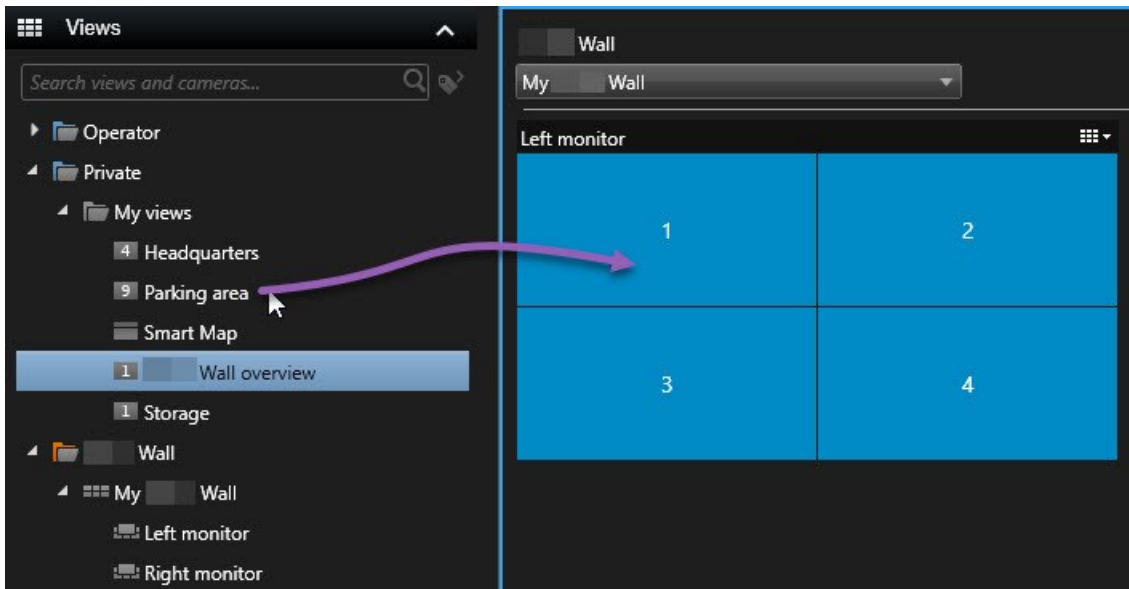 Views
Search views and cameras...
Operator
Private
My views
4 Headquarters
9 Parking area
Smart Map
1 Wall overview
1 Storage
Wall
My Wall
Left monitor
Right monitor
Wall
My Wall
Left monitor
1 2
3 4